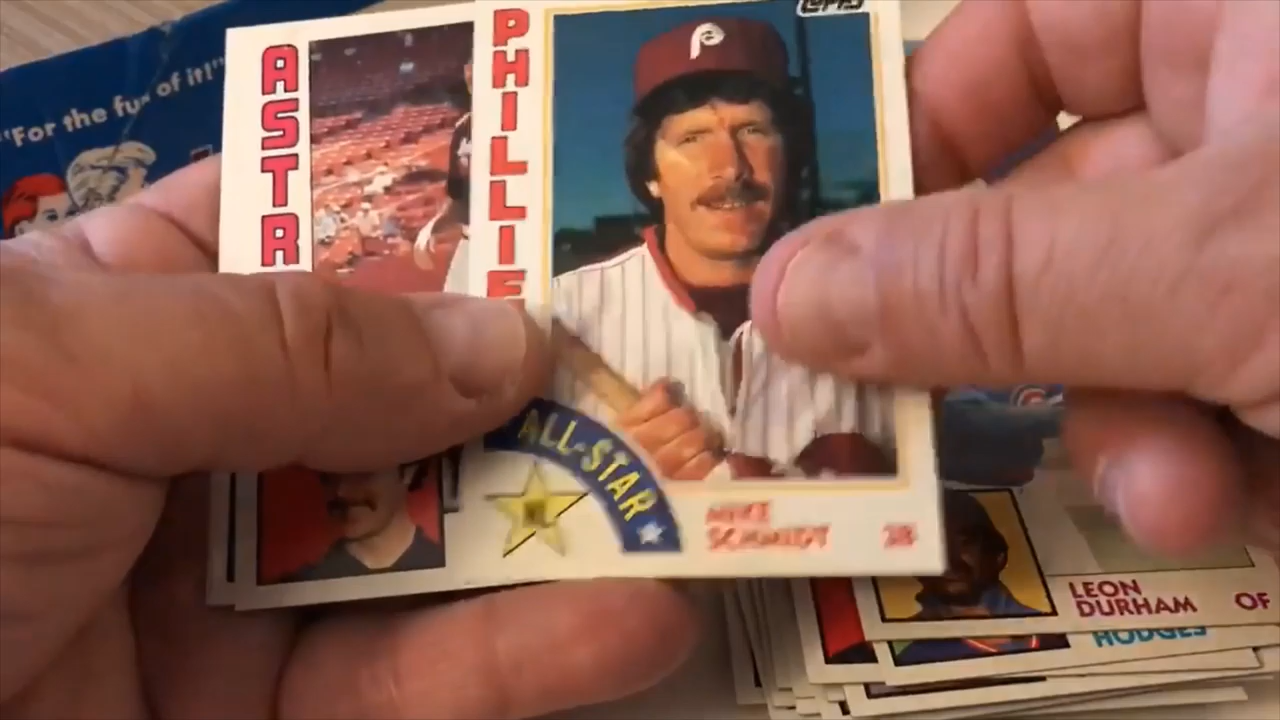 "For the fun of it!"
ASTR
PHILLIE
Topps
ALL-STAR
MIKE
SCHMIDT 3B
LEON
DURHAM OF
HODGES